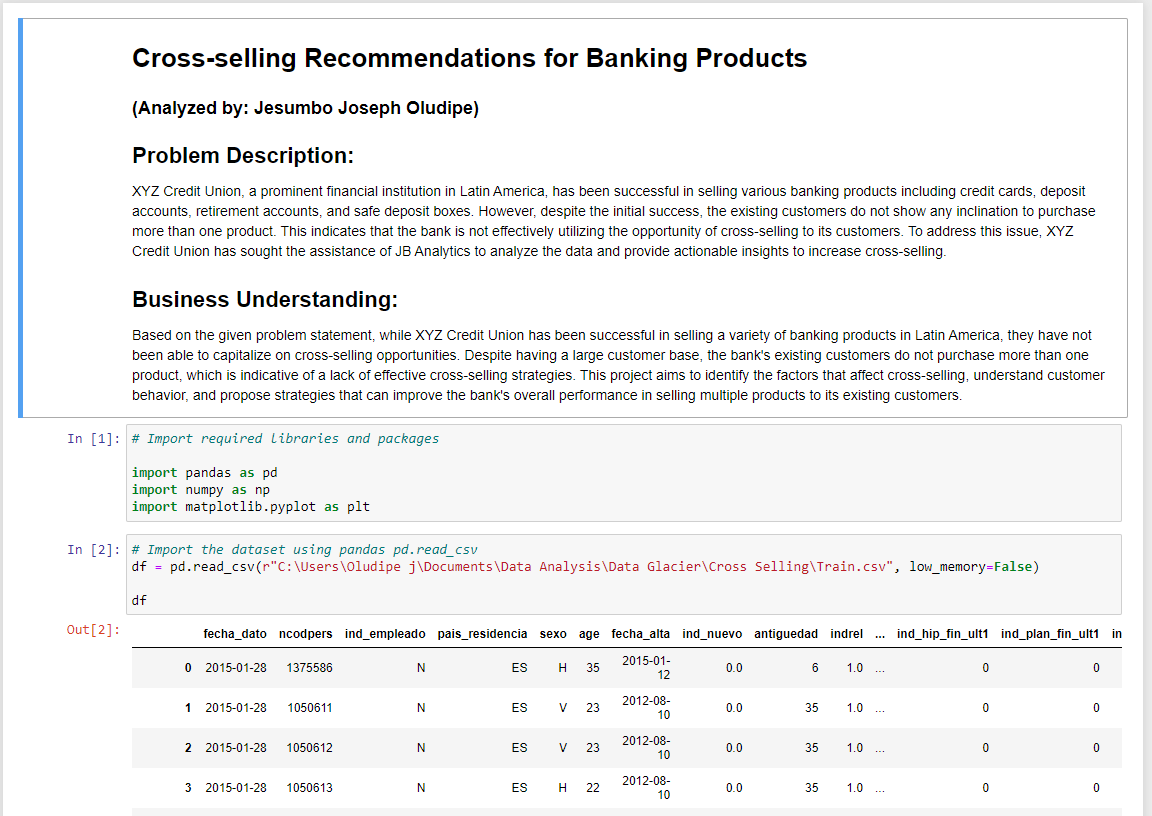 Cross-selling Recommendations for Banking Products
(Analyzed by: Jesumbo Joseph Oludipe)
Problem Description:
XYZ Credit Union, a prominent financial institution in Latin America, has been successful in selling various banking products including credit cards, deposit
accounts, retirement accounts, and safe deposit boxes. However, despite the initial success, the existing customers do not show any inclination to purchase
more than one product. This indicates that the bank is not effectively utilizing the opportunity of cross-selling to its customers. To address this issue, XYZ
Credit Union has sought the assistance of JB Analytics to analyze the data and provide actionable insights to increase cross-selling.
Business Understanding:
Based on the given problem statement, while XYZ Credit Union has been successful in selling a variety of banking products in Latin America, they have not
been able to capitalize on cross-selling opportunities. Despite having a large customer base, the bank's existing customers do not purchase more than one
product, which is indicative of a lack of effective cross-selling strategies. This project aims to identify the factors that affect cross-selling, understand customer
behavior, and propose strategies that can improve the bank's overall performance in selling multiple products to its existing customers.
In [1]: # Import required libraries and packages
import pandas as pd
import numpy as np
import matplotlib.pyplot as plt
In [2]: # Import the dataset using pandas pd.read_csv
df = pd.read_csv(r"C:\Users\Oludipe j\Documents\Data Analysis\Data Glacier\Cross Selling\Train.csv", low_memory=False)
df
Out[2]: fecha_dato ncodpers ind_empleado pais_residencia sexo age fecha_alta ind_nuevo antiguedad indrel ... ind_hip_fin_ult1 ind_plan_fin_ult1 in
0 2015-01-28 1375586 N ES H 35 2015-01-12 0.0 6 1.0 ... 0 0
1 2015-01-28 1050611 N ES V 23 2012-08-10 0.0 35 1.0 ... 0 0
2 2015-01-28 1050612 N ES V 23 2012-08-10 0.0 35 1.0 ... 0 0
3 2015-01-28 1050613 N ES H 22 2012-08-10 0.0 35 1.0 ... 0 0